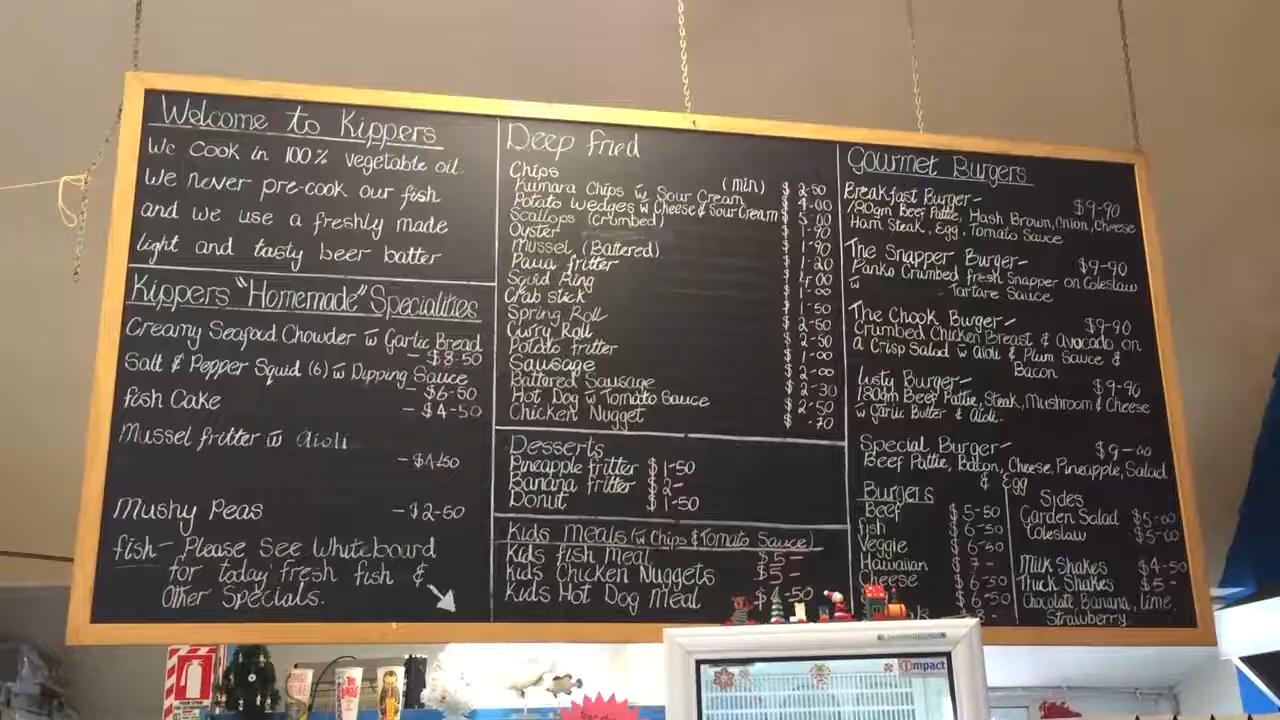 Welcome to Kippers
We Cook in 100% vegetable oil.
We never pre-cook our fish
and we use a freshly made
light and tasty beer batter
Kippers "Homemade" Specialities
Creamy Seafood Chowder w Garlic Bread
- $8-50
Salt & Pepper Squid (6) w Dipping Sauce
- $6-50
fish Cake
- $4-50
Mussel fritter w aioli
- $4-50
Mushy Peas - $2-50
fish - Please See Whiteboard
for today fresh fish &
Other Specials.
Deep fried
Chips (min) $2-50
Kumara Chips w Sour Cream $4-00
Potato Wedges w Cheese & Sour Cream $5-00
Scallops (crumbed) $1-90
Oyster $1-90
Mussel (Battered) $1-20
Paua fritter $4-00
Squid Ring $1-00
Crab stick $1-50
Spring Roll $2-50
Curry Roll $2-50
Potato fritter $1-00
Sausage $2-00
Battered Sausage $2-30
Hot Dog w Tomato Sauce $2-50
Chicken Nugget $-70
Desserts
Pineapple fritter $1-50
Banana fritter $2-
Donut $1-50
Kids Meals (w Chips & Tomato Sauce)
Kids fish Meal $5-
Kids Chicken Nuggets $5-
Kids Hot Dog Meal $4-50
Gourmet Burgers
Breakfast Burger- $9-90
180gm Beef Pattie, Hash Brown, Onion, Cheese
Ham Steak, Egg, Tomato Sauce
The Snapper Burger- $9-90
Panko Crumbed fresh Snapper on Coleslaw
w Tartare Sauce
The Chook Burger- $9-90
Crumbed Chicken Breast & Avocado on
a Crisp Salad w Aioli & Plum Sauce &
Bacon
Lusty Burger- $9-90
180gm Beef Pattie, Steak, Mushroom & Cheese
w Garlic Butter & Aioli.
Special Burger- $9-00
Beef Pattie, Bacon, Cheese, Pineapple, Salad
& Egg
Burgers
Beef $5-50
fish $6-50
Veggie $6-50
Hawaiian $7-
Cheese $6-50
$6-50
Sides
Garden Salad $5-00
Coleslaw $5-00
Milk Shakes $4-50
Thick Shakes $5-
Chocolate, Banana, Lime,
Strawberry
impact